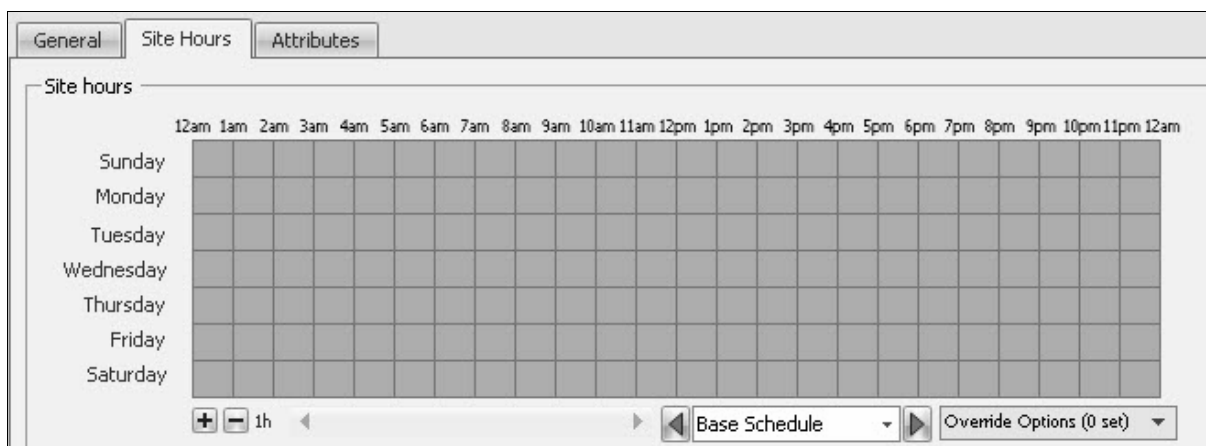 General Site Hours Attributes
Site hours
12am 1am 2am 3am 4am 5am 6am 7am 8am 9am 10am 11am 12pm 1pm 2pm 3pm 4pm 5pm 6pm 7pm 8pm 9pm 10pm 11pm 12am
Sunday
Monday
Tuesday
Wednesday
Thursday
Friday
Saturday
+ − 1h Base Schedule Override Options (0 set)